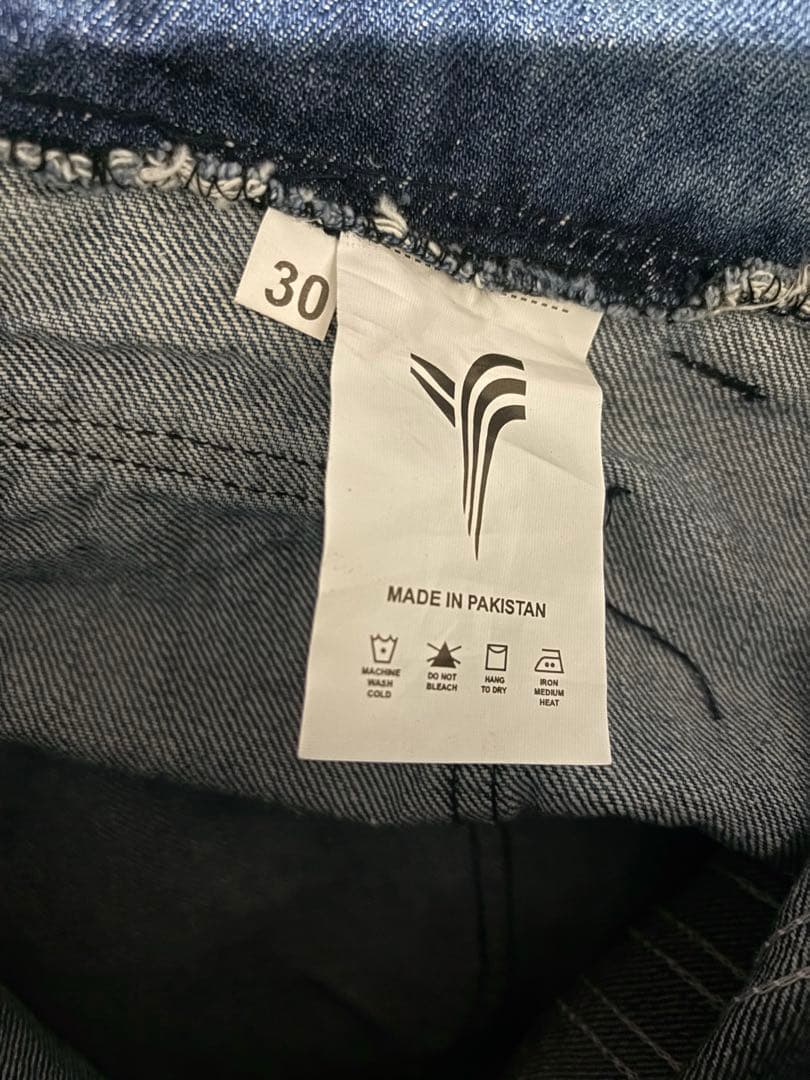 30
MADE IN PAKISTAN
MACHINE
WASH
COLD
DO NOT
BLEACH
HANG
TO DRY
IRON
MEDIUM
HEAT